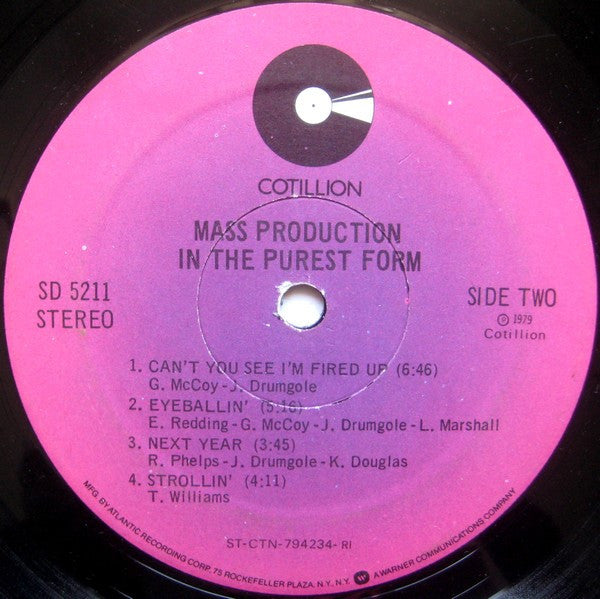 COTILLION
MASS PRODUCTION
IN THE PUREST FORM
SD 5211
STEREO
SIDE TWO
℗ 1979
Cotillion
1. CAN'T YOU SEE I'M FIRED UP (6:46)
G. McCoy - J. Drumgole
2. EYEBALLIN' (5:16)
E. Redding - G. McCoy - J. Drumgole - L. Marshall
3. NEXT YEAR (3:45)
R. Phelps - J. Drumgole - K. Douglas
4. STROLLIN' (4:11)
T. Williams
ST-CTN-794234-RI
MFG. BY ATLANTIC RECORDING CORP. 75 ROCKEFELLER PLAZA, N.Y., N.Y. A WARNER COMMUNICATIONS COMPANY